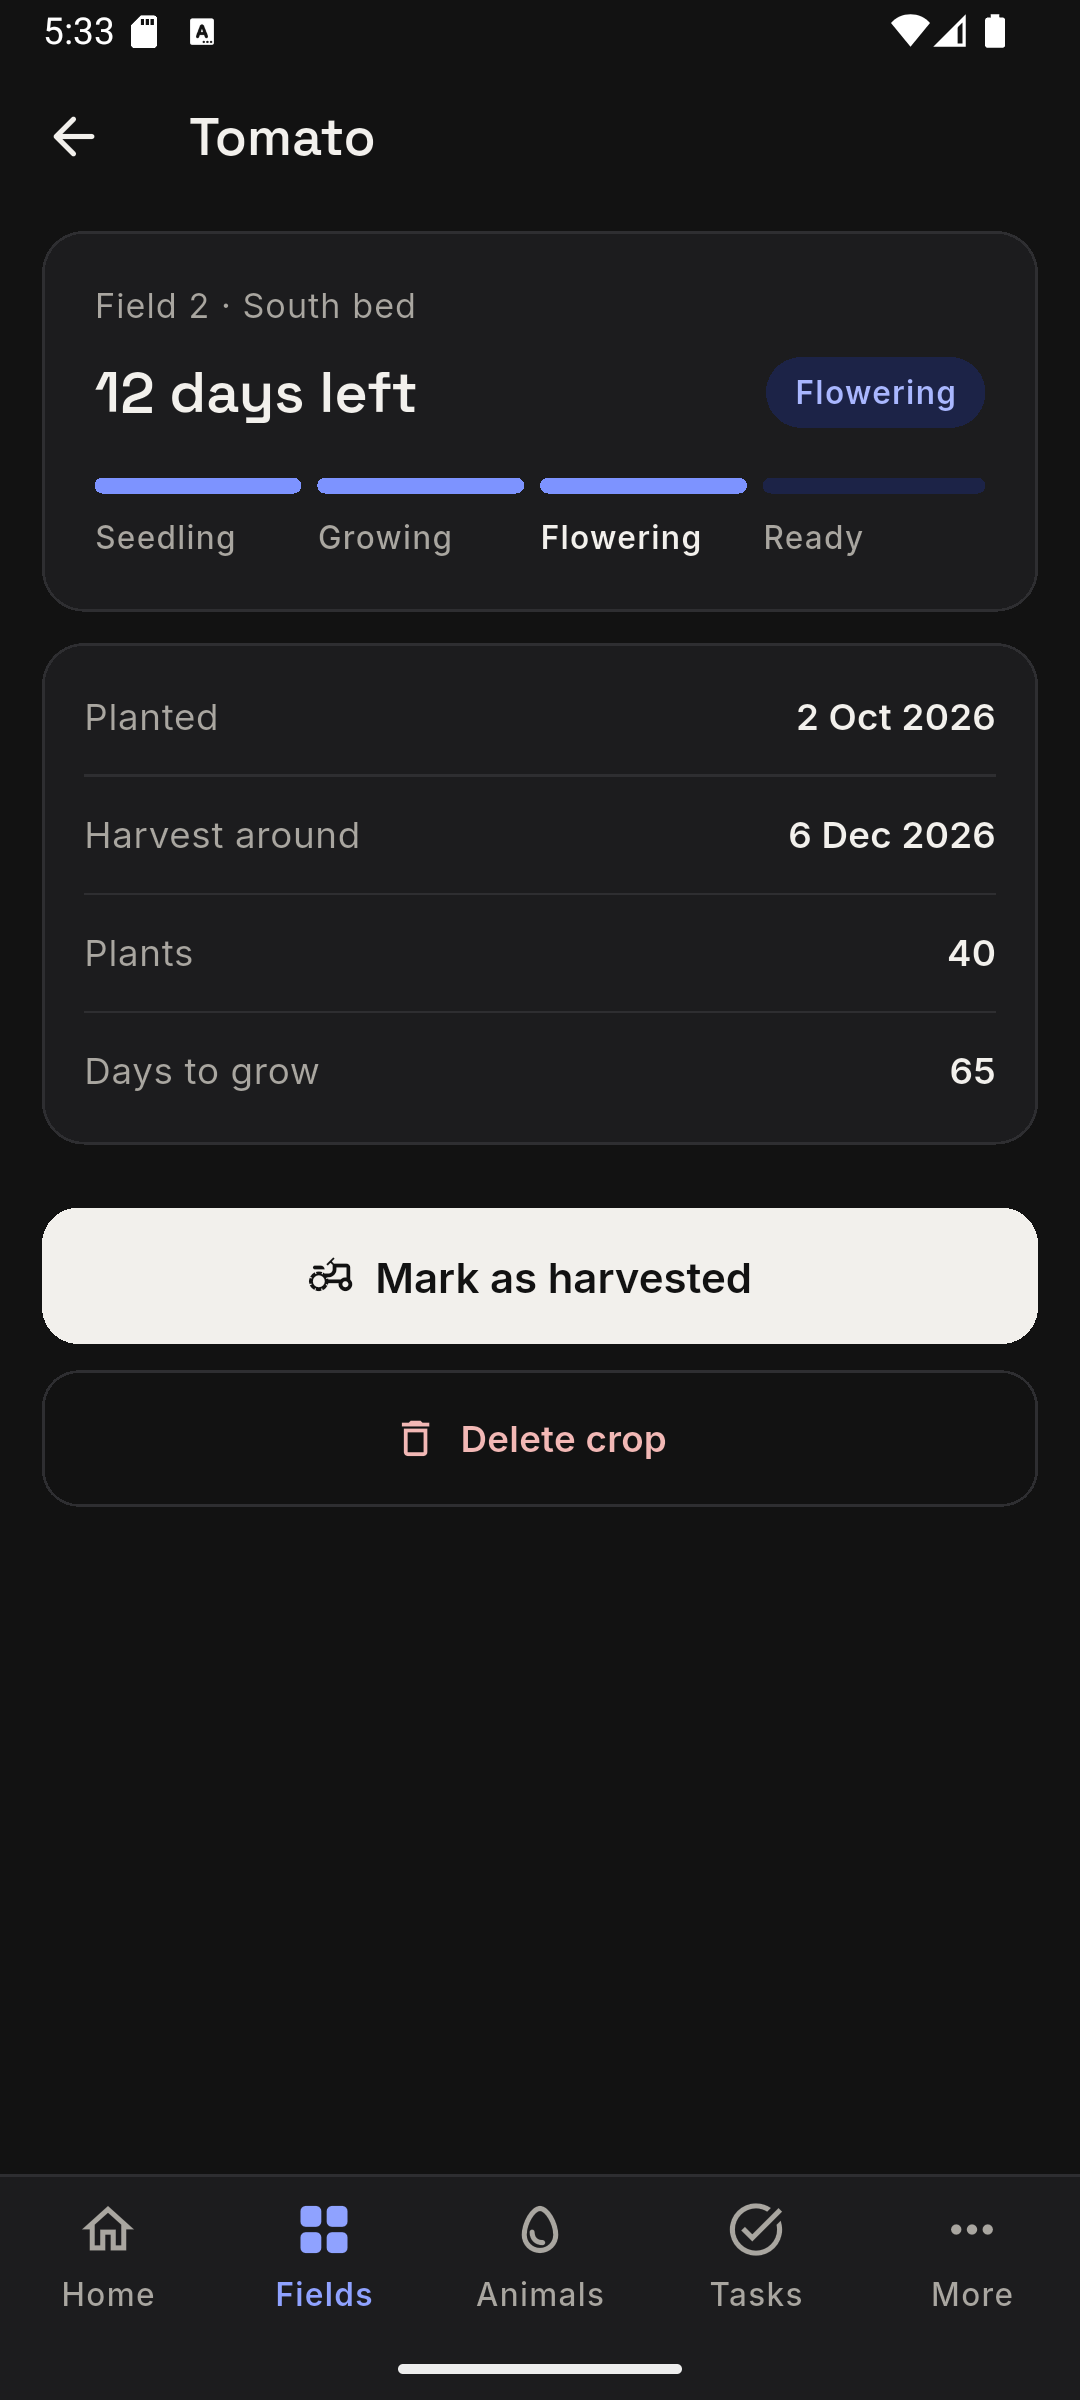 5:33
Tomato
Field 2 · South bed
12 days left
Flowering
Seedling Growing Flowering Ready
Planted 2 Oct 2026
Harvest around 6 Dec 2026
Plants 40
Days to grow 65
Mark as harvested
Delete crop
Home Fields Animals Tasks More